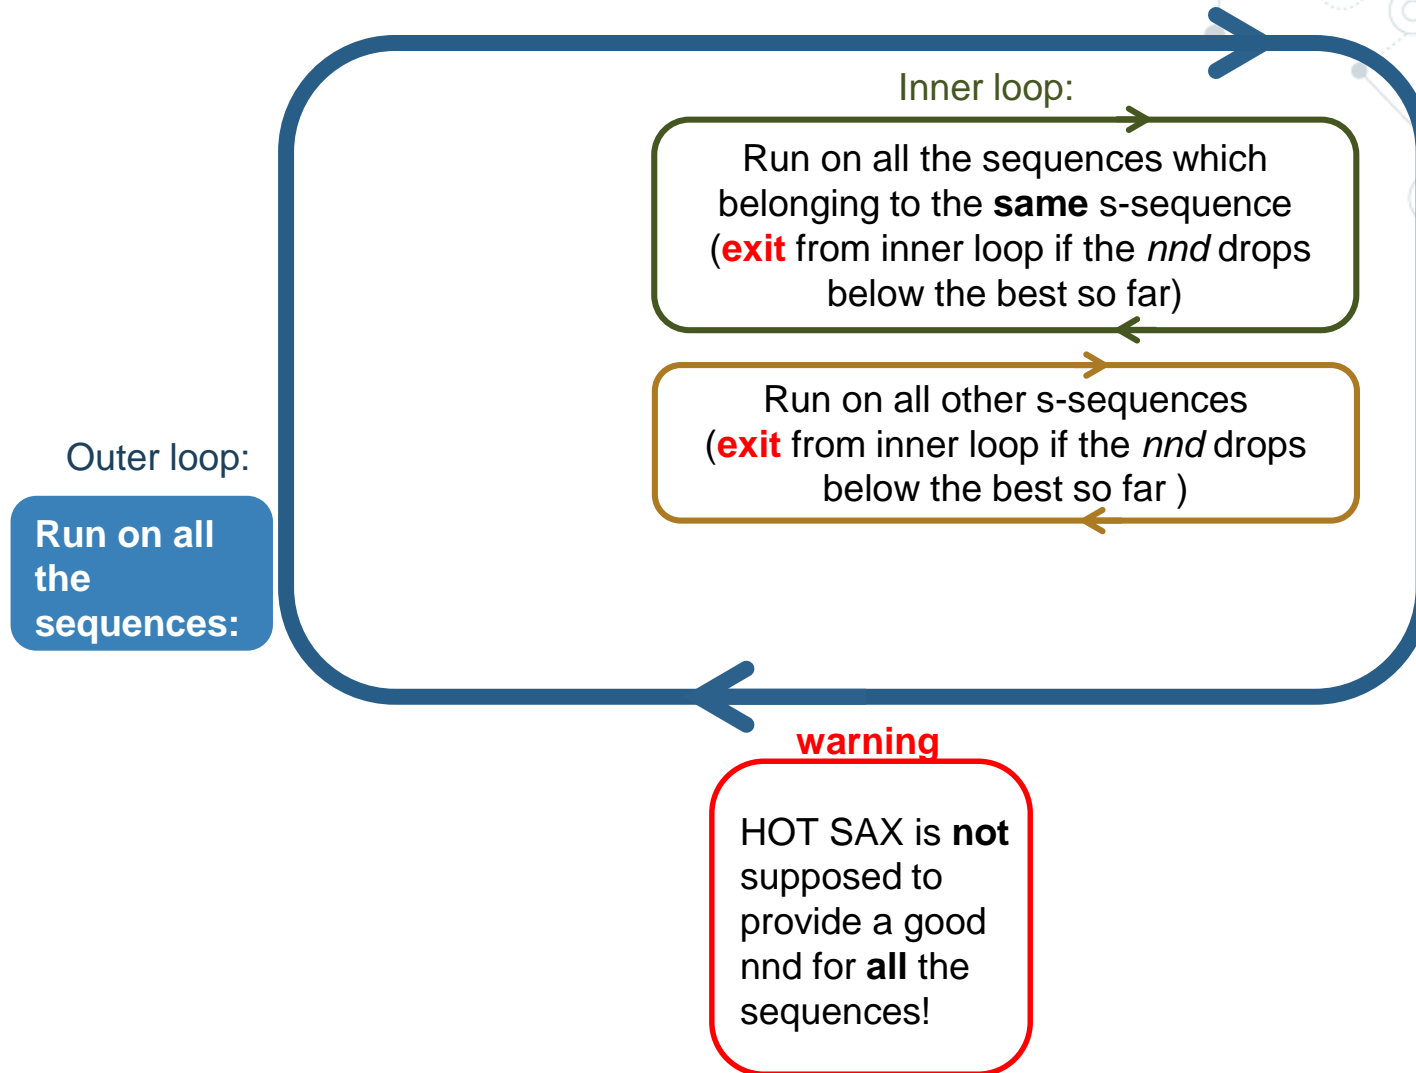 Inner loop:
Run on all the sequences which
belonging to the same s-sequence
(exit from inner loop if the nnd drops
below the best so far)
Run on all other s-sequences
(exit from inner loop if the nnd drops
below the best so far )
Outer loop:
Run on all
the
sequences:
warning
HOT SAX is not
supposed to
provide a good
nnd for all the
sequences!